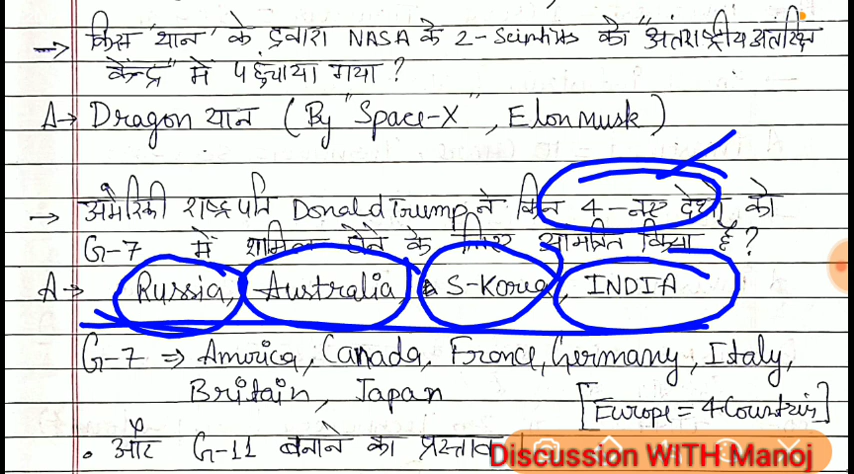 → किस "यान" के द्वारा NASA के 2-Scintists को "अंतराष्ट्रीय अंतरिक्ष
केंन्द्र" में पहुंचाया गया?
A→ Dragon यान (By "Space-X", Elon musk)
→ अमेरिकी राष्ट्रपति Donald Trump ने किन 4-नए देशों को
G-7 में शामिल होने के लिए आमंत्रित किया है?
A→ Russia, Australia, S-Korea, INDIA
G-7 ⇒ America, Canada, France, Germany, Italy,
Britain, Japan
[Europe = 4 Countris]
• और G-11 बनाने का प्रस्ताव
Discussion WITH Manoj